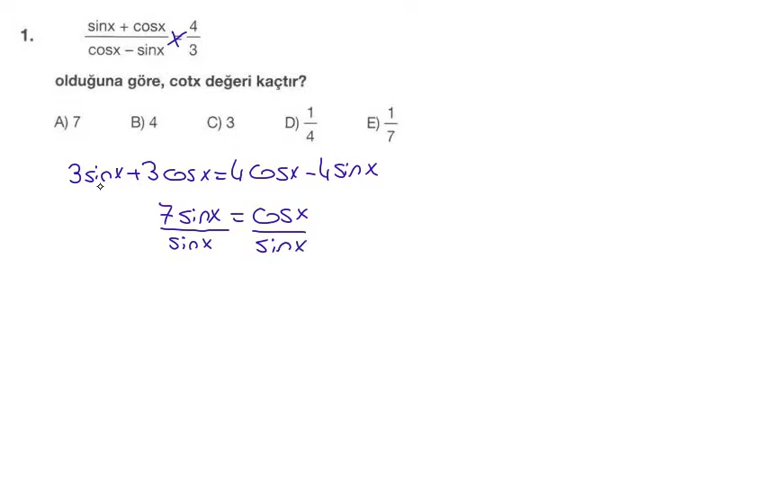 1. sinx + cosx / cosx – sinx × 4 / 3
olduğuna göre, cotx değeri kaçtır?
A) 7 B) 4 C) 3 D) 1/4 E) 1/7
3sinx + 3cosx = 4cosx - 4sinx
7sinx / sinx = cosx / sinx